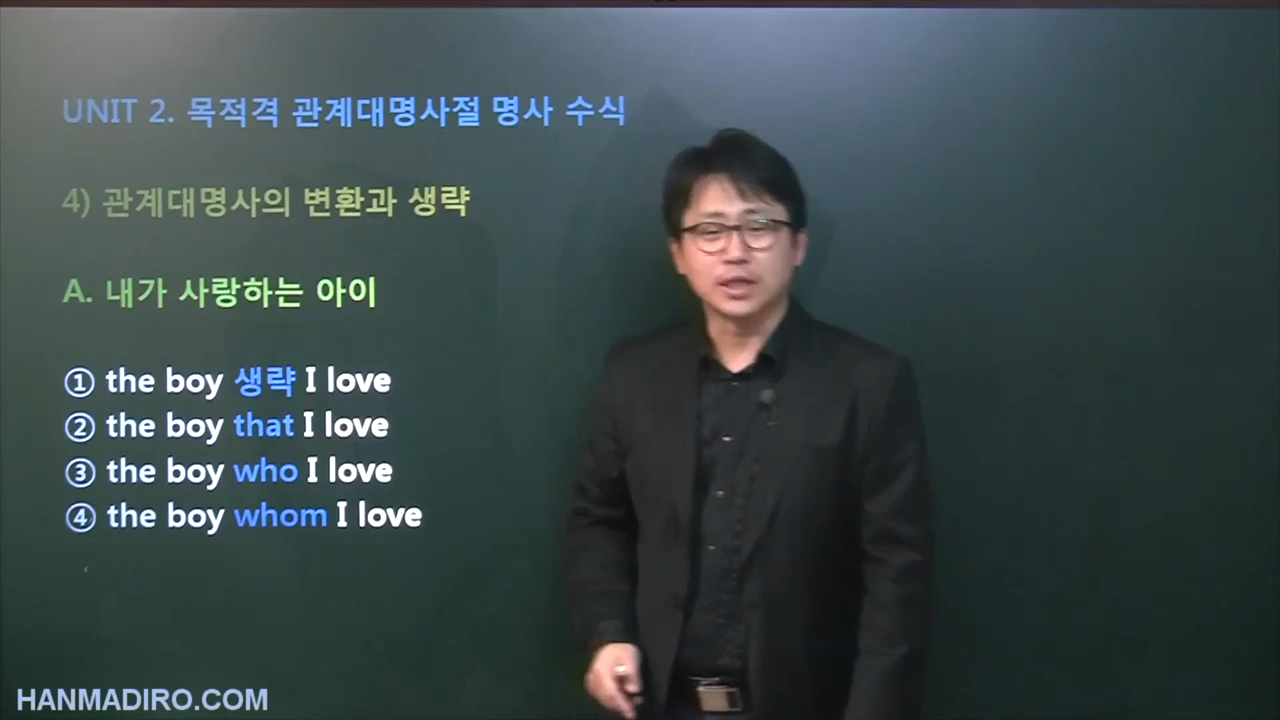 UNIT 2. 목적격 관계대명사절 명사 수식
4) 관계대명사의 변환과 생략
A. 내가 사랑하는 아이
① the boy 생략 I love
② the boy that I love
③ the boy who I love
④ the boy whom I love
HANMADIRO.COM